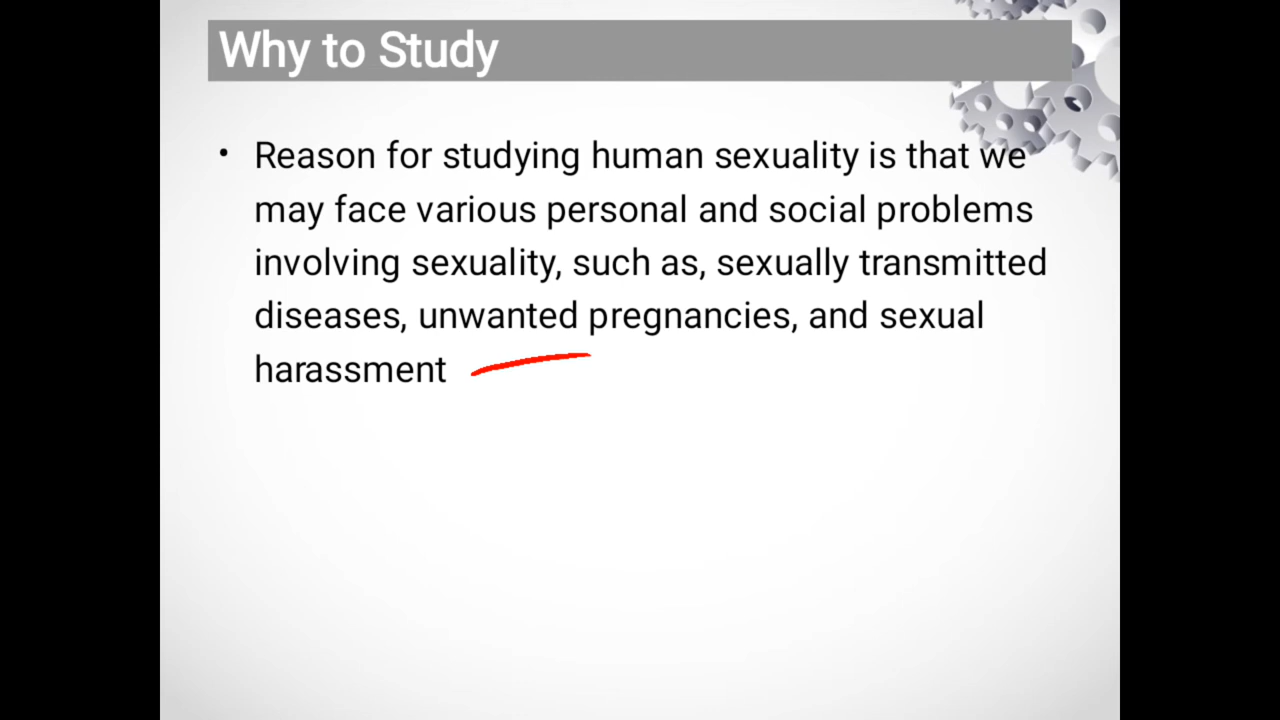 Why to Study
• Reason for studying human sexuality is that we
may face various personal and social problems
involving sexuality, such as, sexually transmitted
diseases, unwanted pregnancies, and sexual
harassment